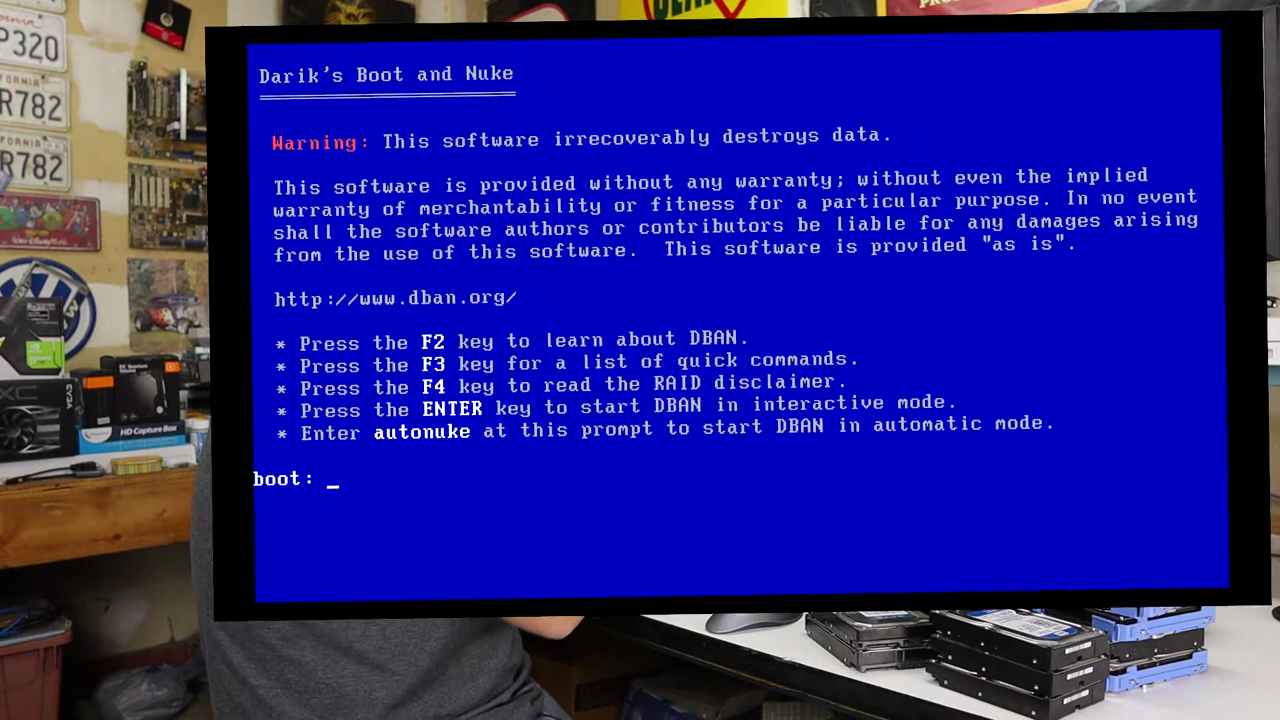 P320
ORNIA
R782
ORNIA
R782
Darik's Boot and Nuke
Warning: This software irrecoverably destroys data.
This software is provided without any warranty; without even the implied
warranty of merchantability or fitness for a particular purpose. In no event
shall the software authors or contributors be liable for any damages arising
from the use of this software.  This software is provided "as is".
http://www.dban.org/
* Press the F2 key to learn about DBAN.
* Press the F3 key for a list of quick commands.
* Press the F4 key to read the RAID disclaimer.
* Press the ENTER key to start DBAN in interactive mode.
* Enter autonuke at this prompt to start DBAN in automatic mode.
boot: _
EVGA
HD Capture Box